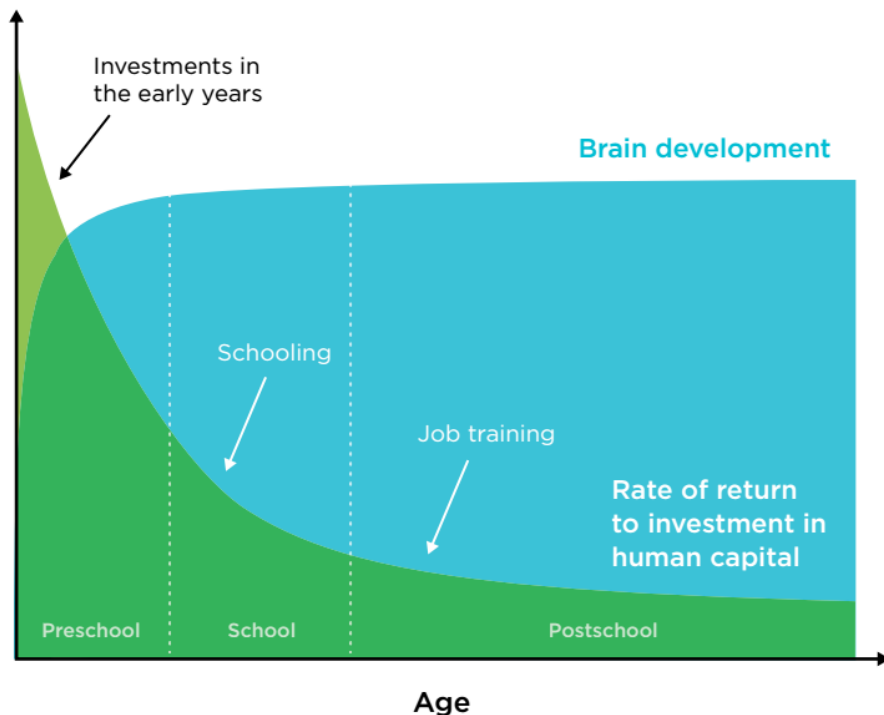 Investments in
the early years
Brain development
Schooling
Job training
Rate of return
to investment in
human capital
Preschool
School
Postschool
Age